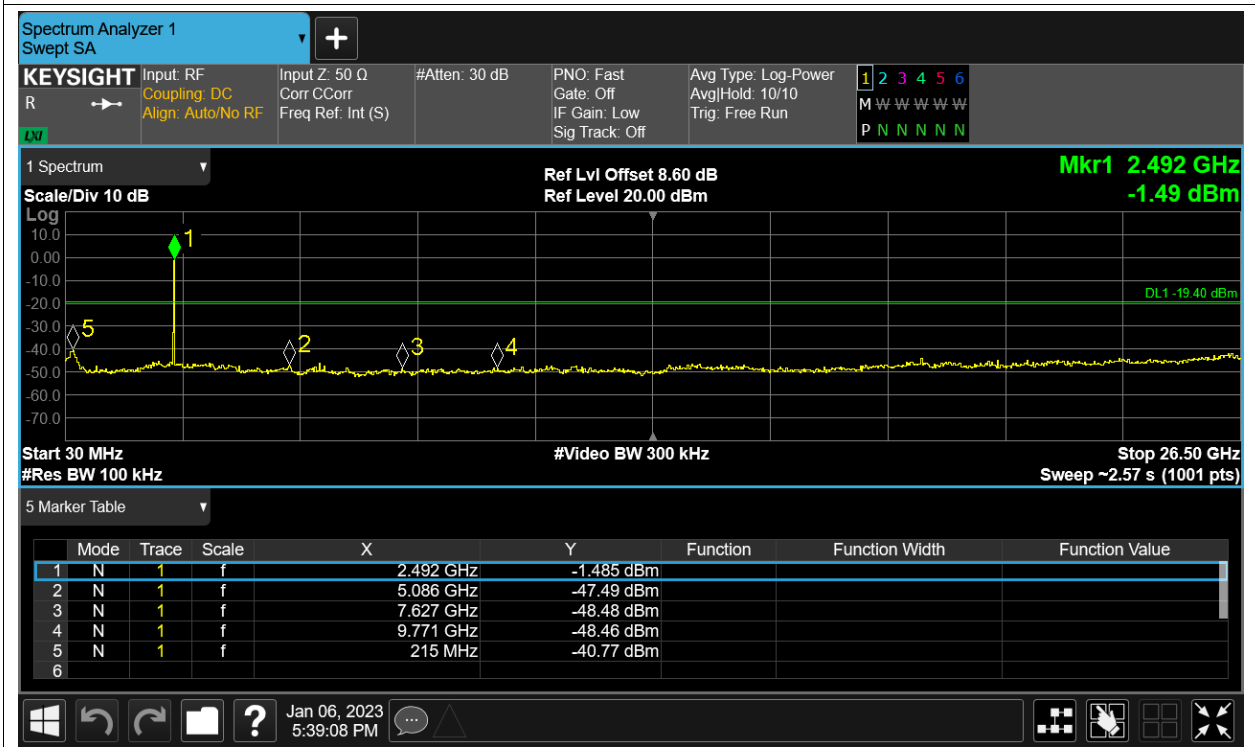 Spectrum Analyzer 1
Swept SA
KEYSIGHT Input: RF Input Z: 50 Ω #Atten: 30 dB PNO: Fast Avg Type: Log-Power 1 2 3 4 5 6
R Coupling: DC Corr CCorr Gate: Off Avg|Hold: 10/10 M W W W W W
Align: Auto/No RF Freq Ref: Int (S) IF Gain: Low Trig: Free Run
LXI Sig Track: Off P N N N N N
1 Spectrum Ref Lvl Offset 8.60 dB Mkr1 2.492 GHz
Scale/Div 10 dB Ref Level 20.00 dBm -1.49 dBm
Log
10.0 1
0.00
-10.0
DL1 -19.40 dBm
-20.0
-30.0 5
-40.0 2 3 4
-50.0
-60.0
-70.0
Start 30 MHz #Video BW 300 kHz Stop 26.50 GHz
#Res BW 100 kHz Sweep ~2.57 s (1001 pts)
5 Marker Table
Mode Trace Scale X Y Function Function Width Function Value
1 N 1 f 2.492 GHz -1.485 dBm
2 N 1 f 5.086 GHz -47.49 dBm
3 N 1 f 7.627 GHz -48.48 dBm
4 N 1 f 9.771 GHz -48.46 dBm
5 N 1 f 215 MHz -40.77 dBm
6
? Jan 06, 2023
5:39:08 PM